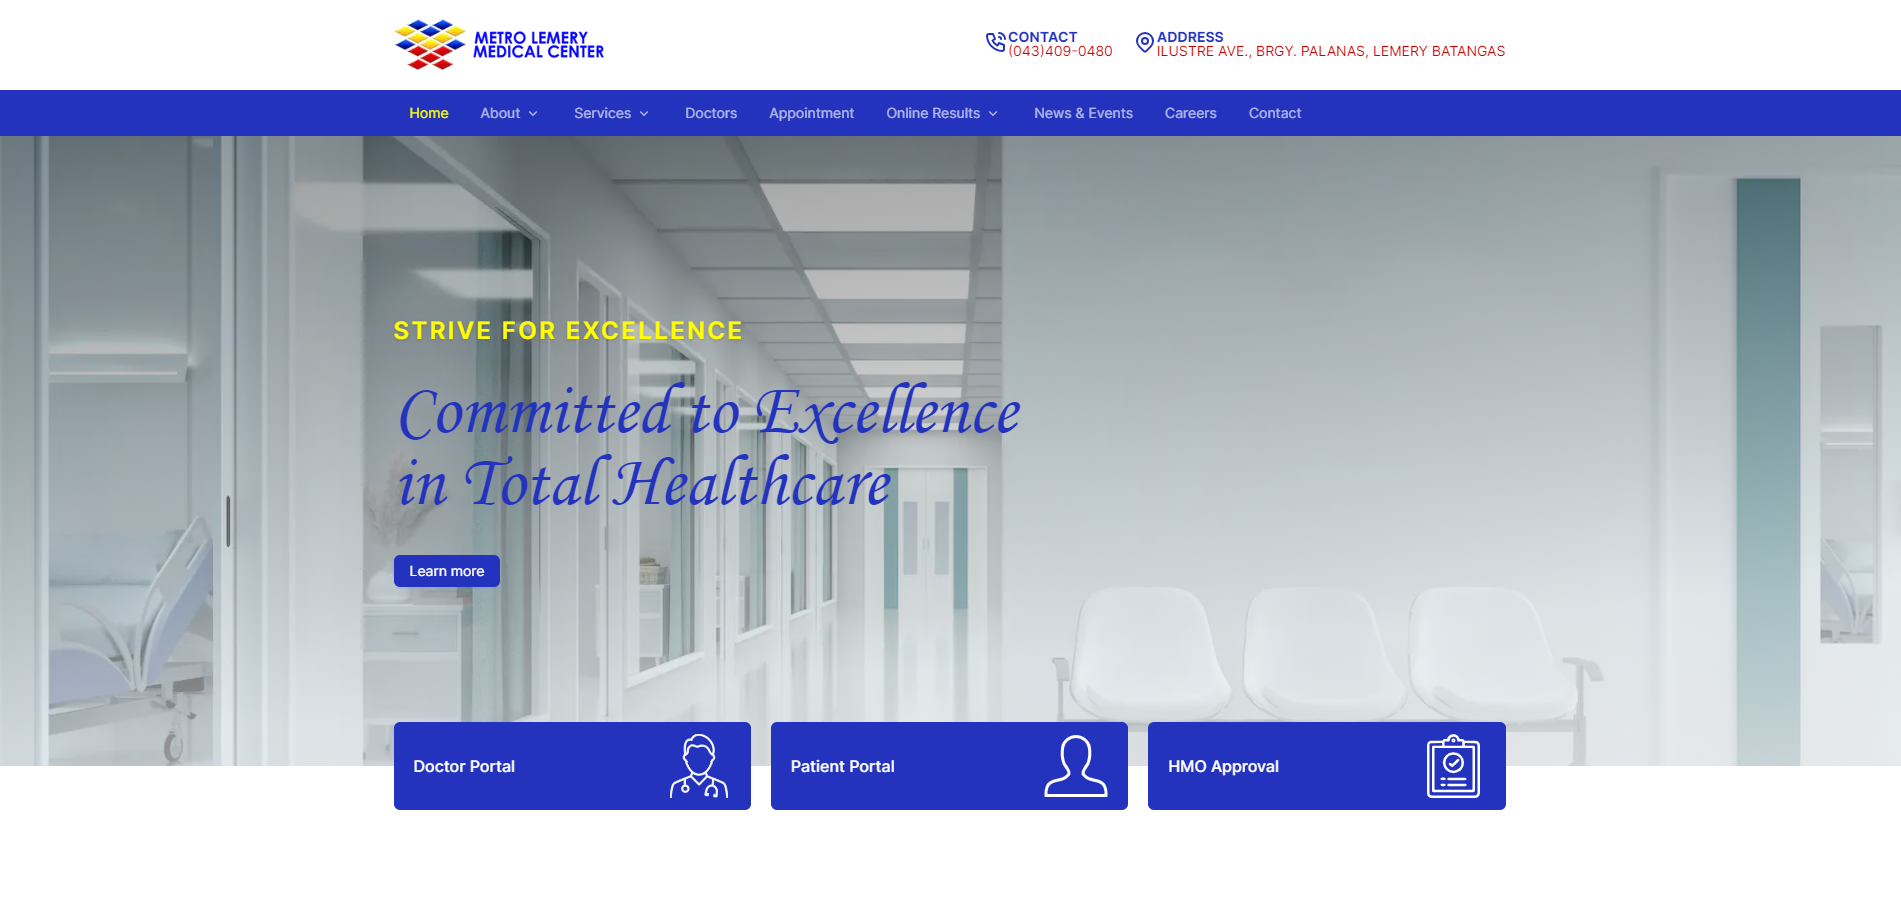 METRO LEMERY
MEDICAL CENTER
CONTACT
(043)409-0480
ADDRESS
ILUSTRE AVE., BRGY. PALANAS, LEMERY BATANGAS
Home About Services Doctors Appointment Online Results News & Events Careers Contact
STRIVE FOR EXCELLENCE
Committed to Excellence
in Total Healthcare
Learn more
Doctor Portal
Patient Portal
HMO Approval